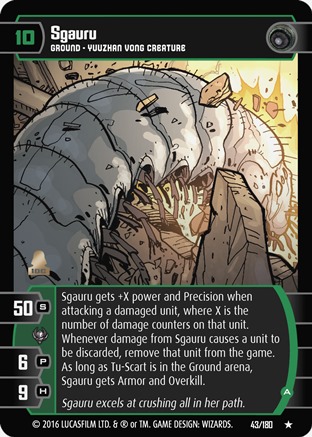 10
Sgauru
GROUND • YUUZHAN VONG CREATURE
50 S
6 P
9 H
Sgauru gets +X power and Precision when
attacking a damaged unit, where X is the
number of damage counters on that unit.
Whenever damage from Sgauru causes a unit to
be discarded, remove that unit from the game.
As long as Tu-Scart is in the Ground arena,
Sgauru gets Armor and Overkill.
A
Sgauru excels at crushing all in her path.
© 2016 LUCASFILM LTD. & ® or TM. GAME DESIGN: WIZARDS.
43/180 ★